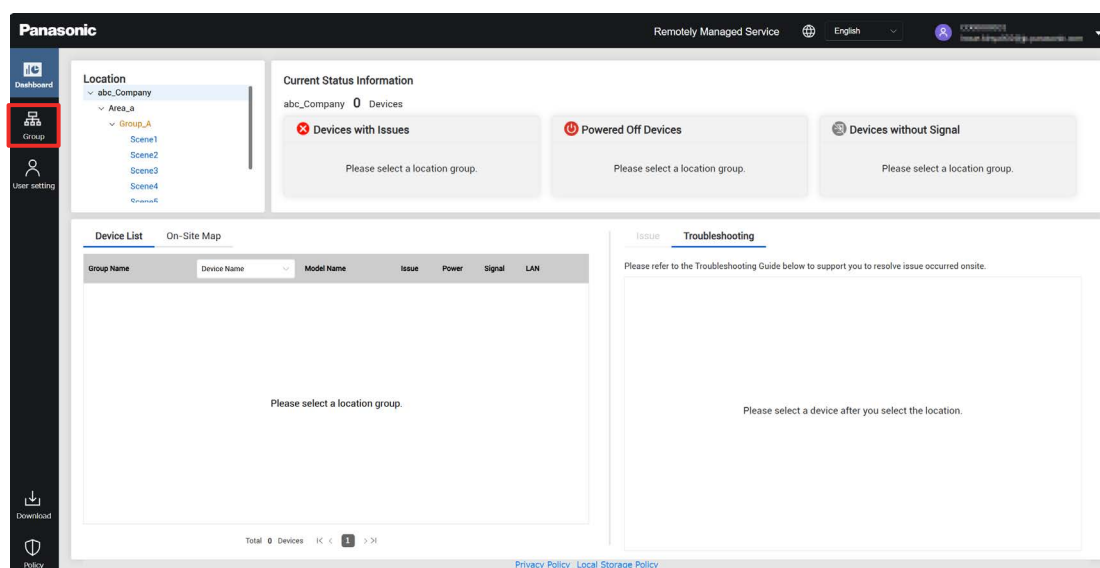 Panasonic
Remotely Managed Service
English
Dashboard
Group
User setting
Download
Policy
Location
abc_Company
Area_a
Group_A
Scene1
Scene2
Scene3
Scene4
Scene5
Current Status Information
abc_Company 0 Devices
Devices with Issues
Please select a location group.
Powered Off Devices
Please select a location group.
Devices without Signal
Please select a location group.
Device List On-Site Map
Group Name Device Name Model Name Issue Power Signal LAN
Please select a location group.
Total 0 Devices 1
Issue Troubleshooting
Please refer to the Troubleshooting Guide below to support you to resolve issue occurred onsite.
Please select a device after you select the location.
Privacy Policy Local Storage Policy